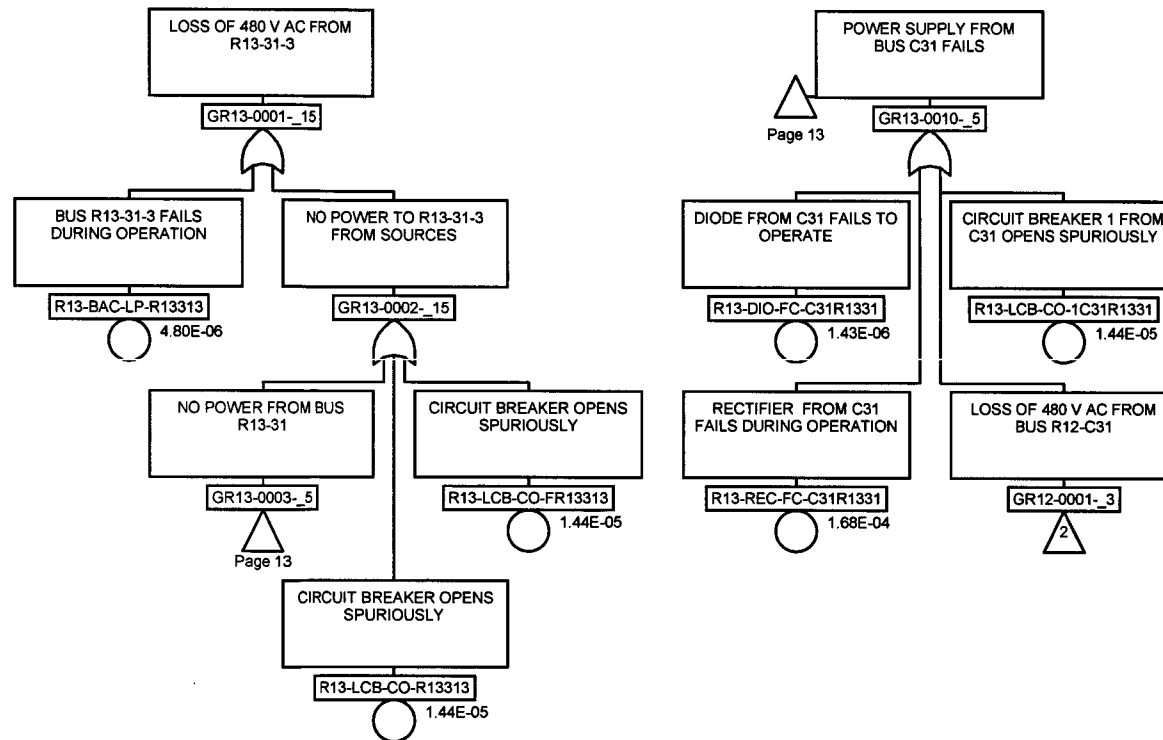 LOSS OF 480 V AC FROM
R13-31-3
GR13-0001-_15
BUS R13-31-3 FAILS
DURING OPERATION
R13-BAC-LP-R13313
4.80E-06
NO POWER TO R13-31-3
FROM SOURCES
GR13-0002-_15
NO POWER FROM BUS
R13-31
GR13-0003-_5
Page 13
CIRCUIT BREAKER OPENS
SPURIOUSLY
R13-LCB-CO-FR13313
1.44E-05
CIRCUIT BREAKER OPENS
SPURIOUSLY
R13-LCB-CO-R13313
1.44E-05
POWER SUPPLY FROM
BUS C31 FAILS
Page 13
GR13-0010-_5
DIODE FROM C31 FAILS TO
OPERATE
R13-DIO-FC-C31R1331
1.43E-06
CIRCUIT BREAKER 1 FROM
C31 OPENS SPURIOUSLY
R13-LCB-CO-1C31R1331
1.44E-05
RECTIFIER FROM C31
FAILS DURING OPERATION
R13-REC-FC-C31R1331
1.68E-04
LOSS OF 480 V AC FROM
BUS R12-C31
GR12-0001-_3
2